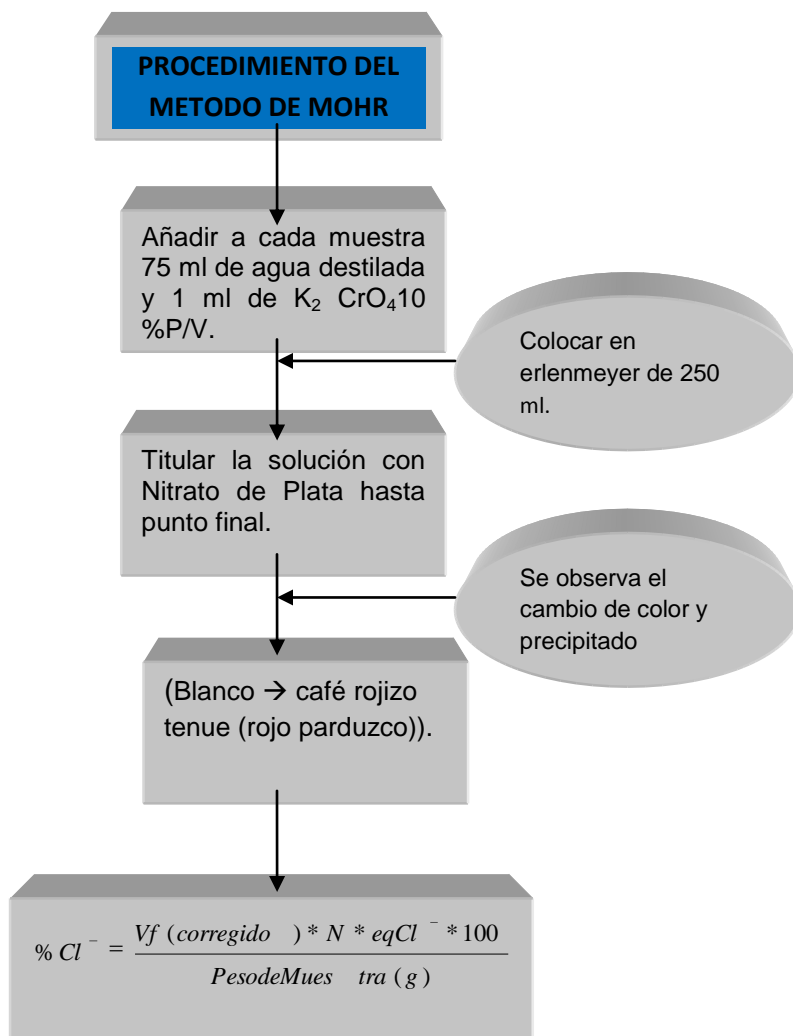 PROCEDIMIENTO DEL
METODO DE MOHR
Añadir a cada muestra
75 ml de agua destilada
y 1 ml de K₂ CrO₄10
%P/V.
Colocar en
erlenmeyer de 250
ml.
Titular la solución con
Nitrato de Plata hasta
punto final.
Se observa el
cambio de color y
precipitado
(Blanco → café rojizo
tenue (rojo parduzco)).
% Cl⁻ = Vf (corregido ) * N * eqCl⁻ *100
PesodeMues tra (g)